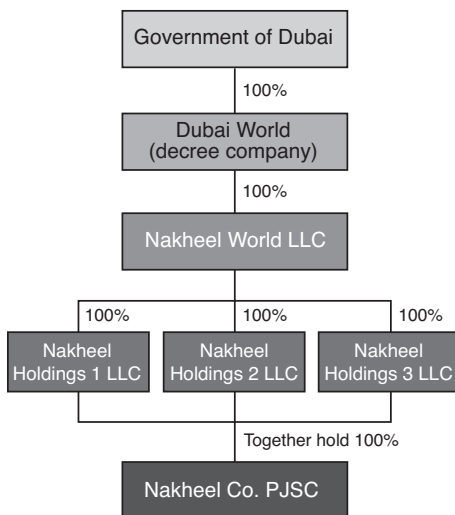 Government of Dubai
100%
Dubai World
(decree company)
100%
Nakheel World LLC
100%
100%
100%
Nakheel
Holdings 1 LLC
Nakheel
Holdings 2 LLC
Nakheel
Holdings 3 LLC
Together hold 100%
Nakheel Co. PJSC